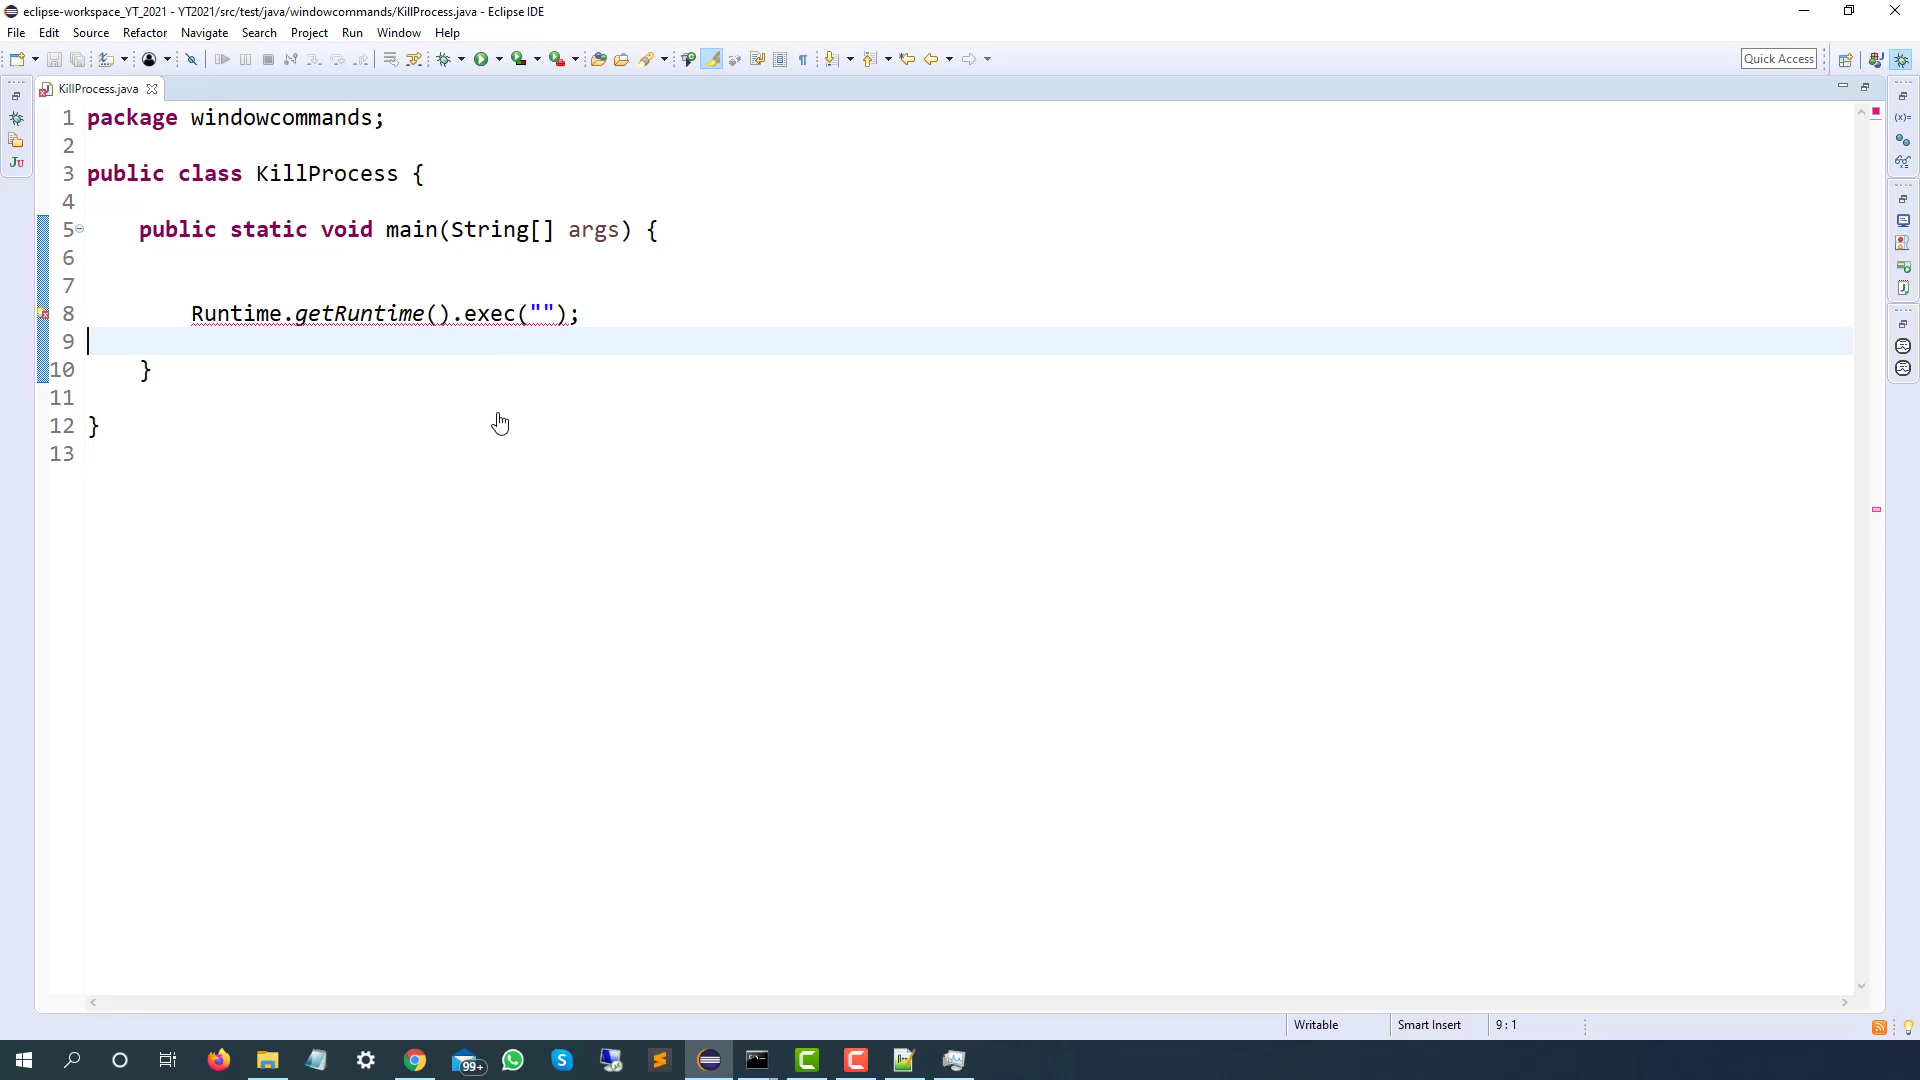 eclipse-workspace_YT_2021 - YT2021/src/test/java/windowcommands/KillProcess.java - Eclipse IDE
File Edit Source Refactor Navigate Search Project Run Window Help
Quick Access
KillProcess.java
1 package windowcommands;
2
3 public class KillProcess {
4
5 public static void main(String[] args) {
6
7
8 Runtime.getRuntime().exec("");
9
10 }
11
12 }
13
Writable Smart Insert 9 : 1
99+